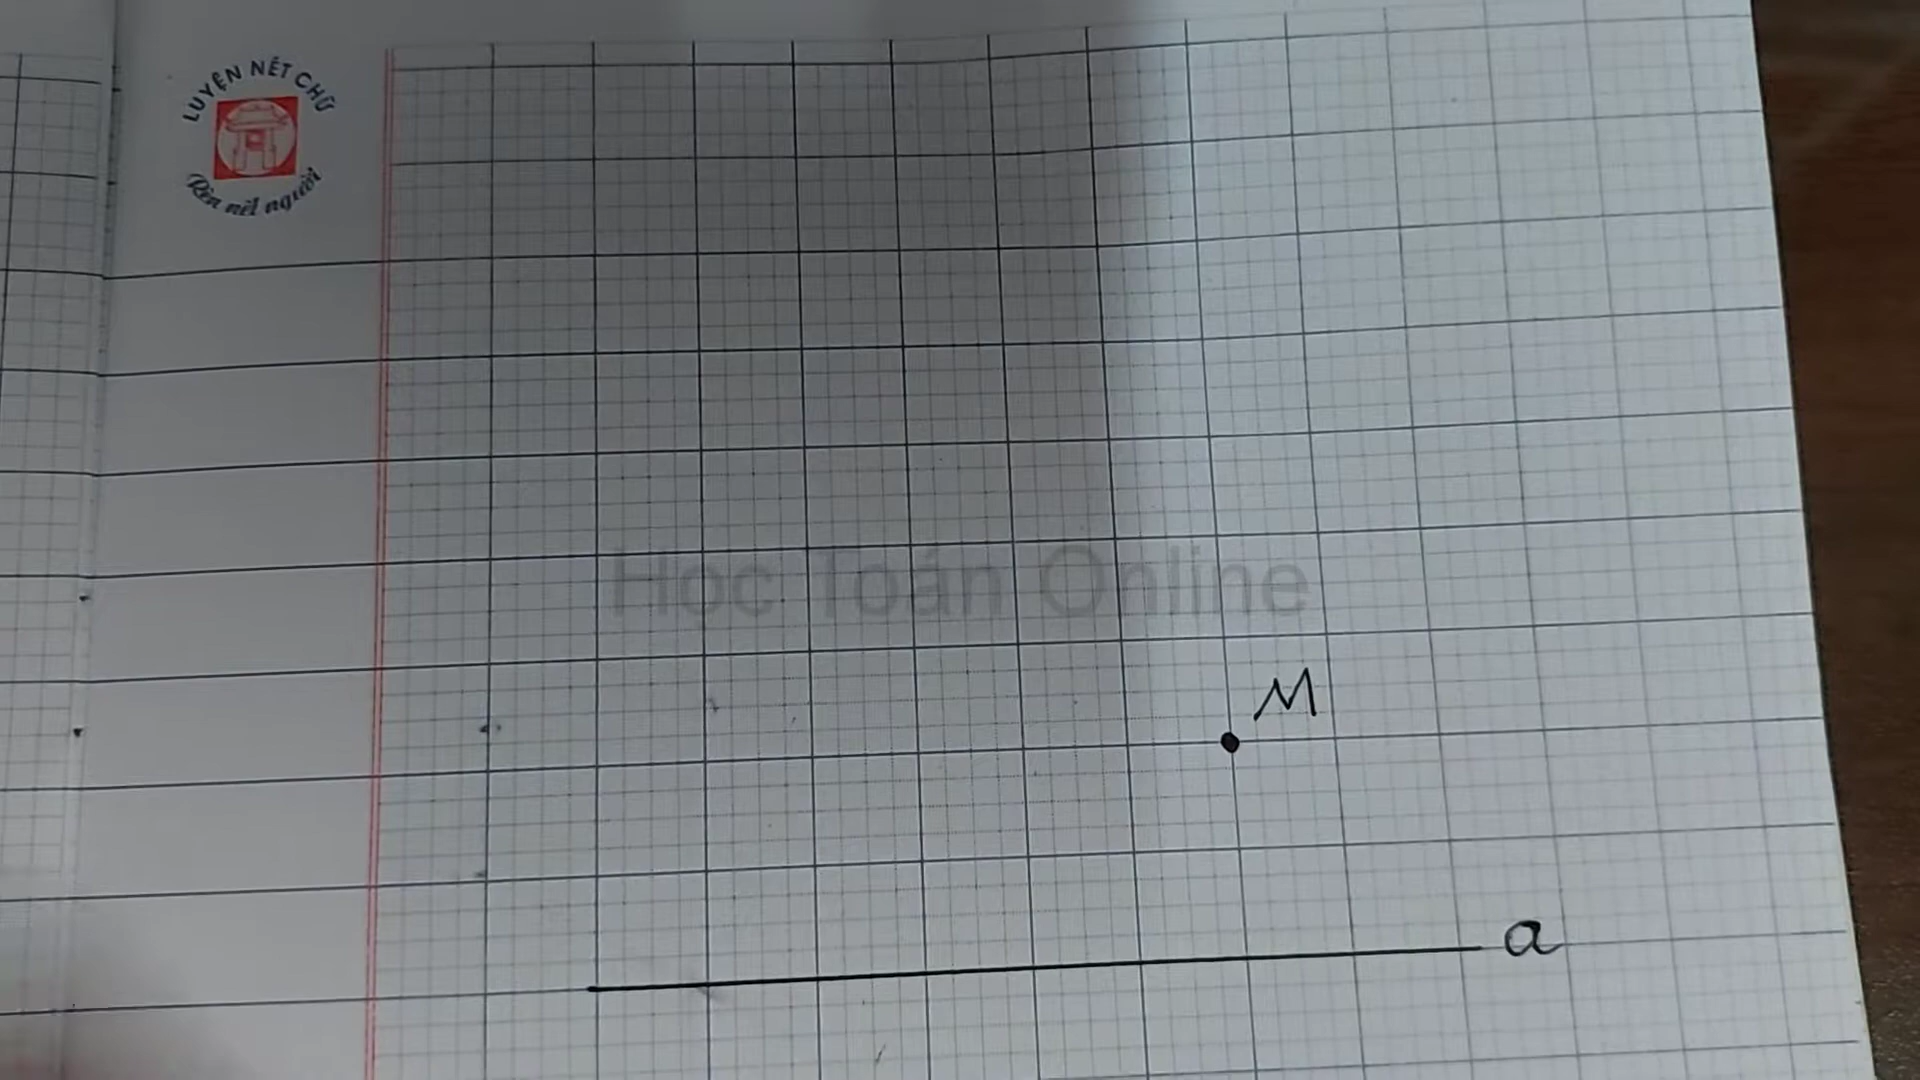 LUYỆN NÉT CHỮ
Rèn nết người
Học Toán Online
M
a